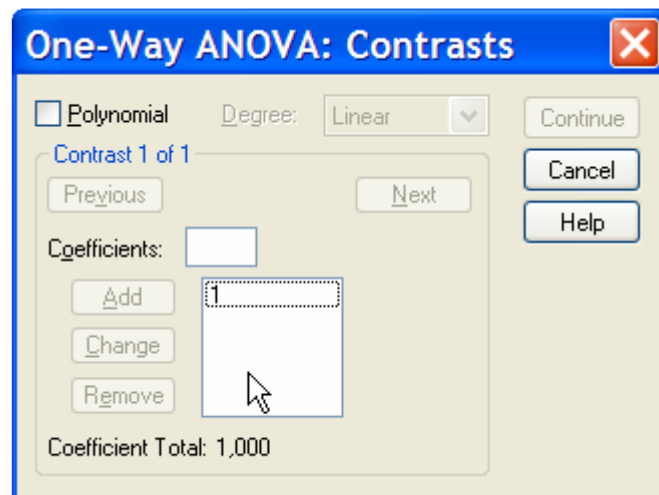 One-Way ANOVA: Contrasts
Polynomial Degree: Linear Continue
Contrast 1 of 1
Cancel
Previous Next
Help
Coefficients:
Add 1
Change
Remove
Coefficient Total: 1,000